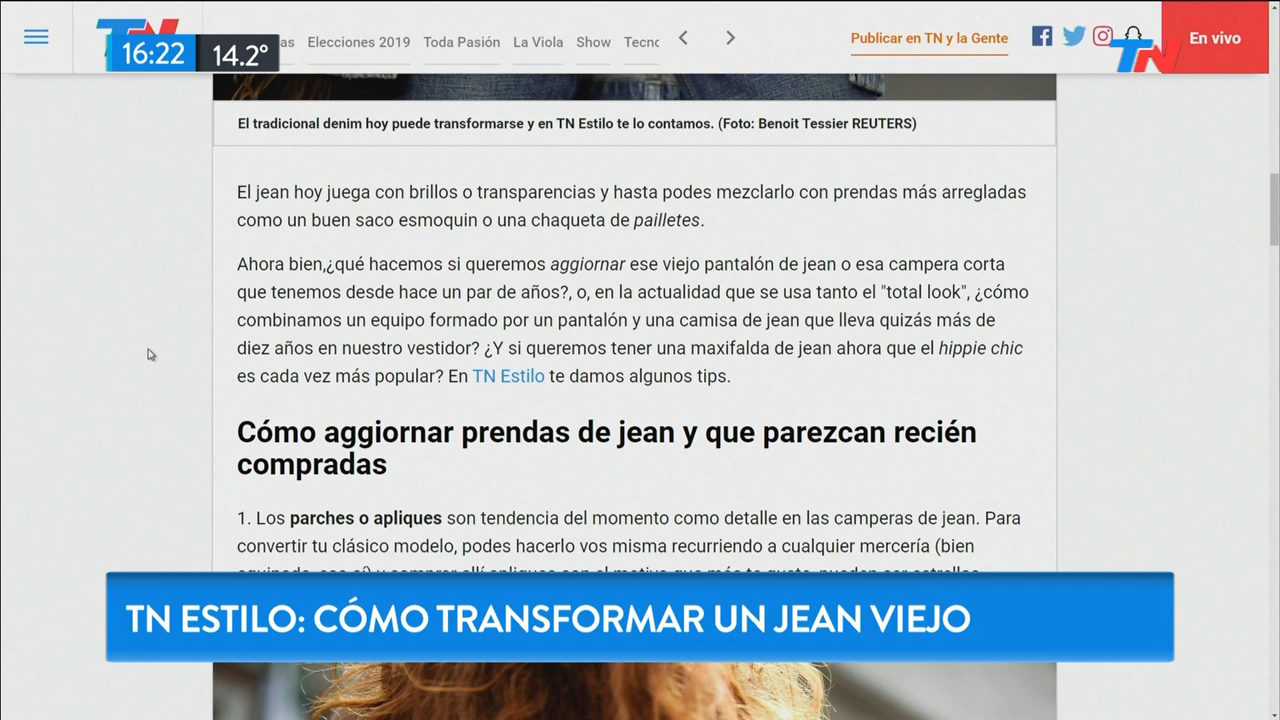 TN
16:22 14.2°
as Elecciones 2019 Toda Pasión La Viola Show Tecno
Publicar en TN y la Gente
TN
En vivo
El tradicional denim hoy puede transformarse y en TN Estilo te lo contamos. (Foto: Benoit Tessier REUTERS)
El jean hoy juega con brillos o transparencias y hasta podes mezclarlo con prendas más arregladas
como un buen saco esmoquin o una chaqueta de pailletes.
Ahora bien,¿qué hacemos si queremos aggiornar ese viejo pantalón de jean o esa campera corta
que tenemos desde hace un par de años?, o, en la actualidad que se usa tanto el "total look", ¿cómo
combinamos un equipo formado por un pantalón y una camisa de jean que lleva quizás más de
diez años en nuestro vestidor? ¿Y si queremos tener una maxifalda de jean ahora que el hippie chic
es cada vez más popular? En TN Estilo te damos algunos tips.
Cómo aggiornar prendas de jean y que parezcan recién
compradas
1. Los parches o apliques son tendencia del momento como detalle en las camperas de jean. Para
convertir tu clásico modelo, podes hacerlo vos misma recurriendo a cualquier mercería (bien
TN ESTILO: CÓMO TRANSFORMAR UN JEAN VIEJO